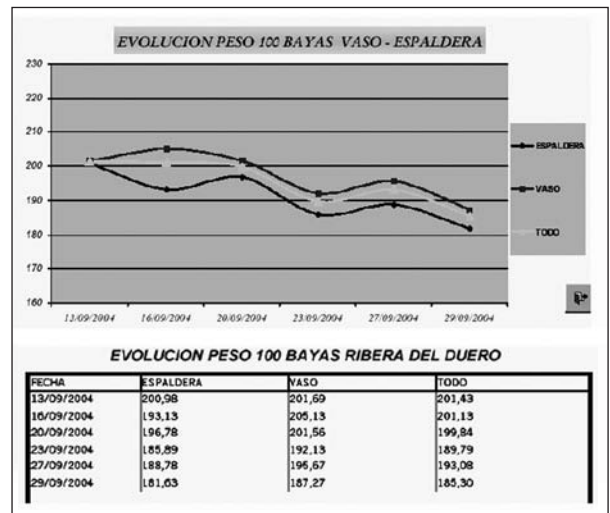 EVOLUCION PESO 100 BAYAS VASO - ESPALDERA
230
220
210
200
190
180
170
160
ESPALDERA
VASO
TODO
13/09/2004 16/09/2004 20/09/2004 23/09/2004 27/09/2004 29/09/2004
EVOLUCION PESO 100 BAYAS RIBERA DEL DUERO
FECHA ESPALDERA VASO TODO
13/09/2004 200,98 201,69 201,43
16/09/2004 193,13 205,13 201,13
20/09/2004 196,78 201,56 199,84
23/09/2004 185,89 192,13 189,79
27/09/2004 188,78 195,67 193,08
29/09/2004 181,63 187,27 185,30